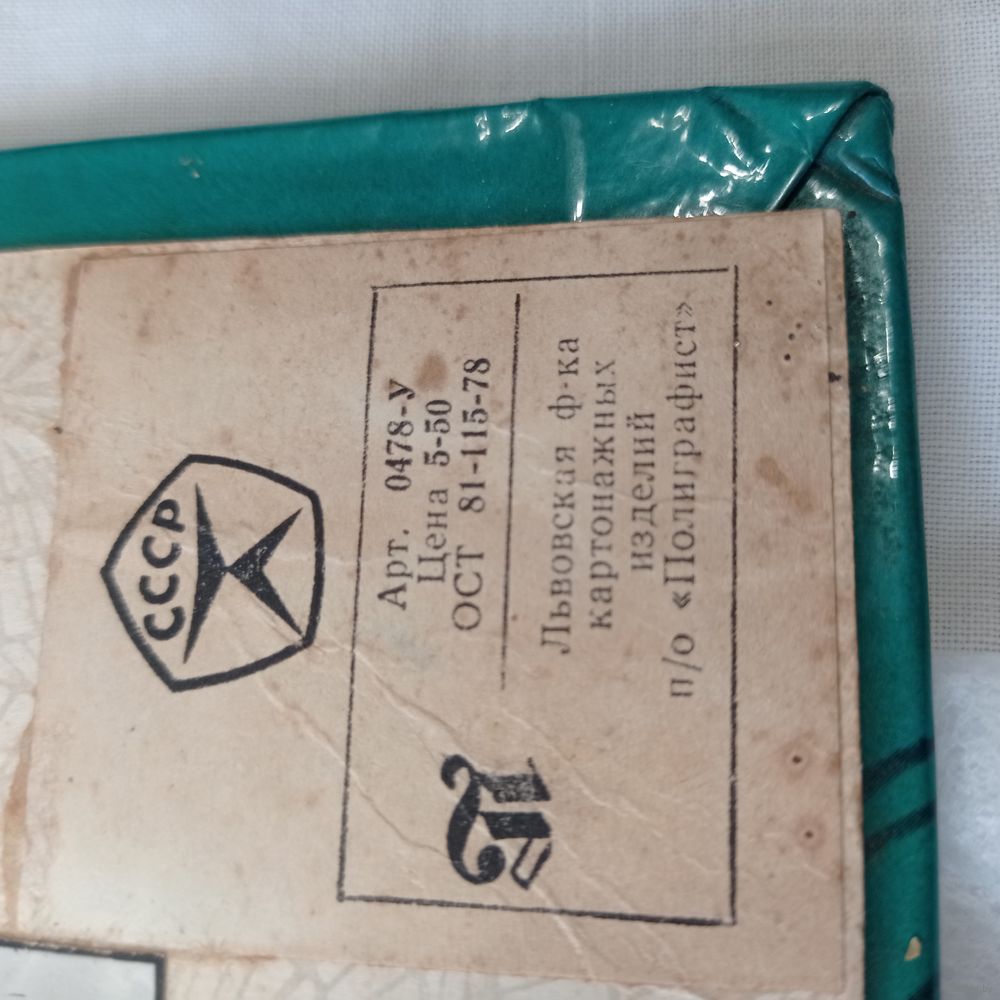 СССР
Арт. 0478-У
Цена 5-50
ОСТ 81-115-78
Львовская ф-ка
картонажных
изделий
п/о «Полиграфист»